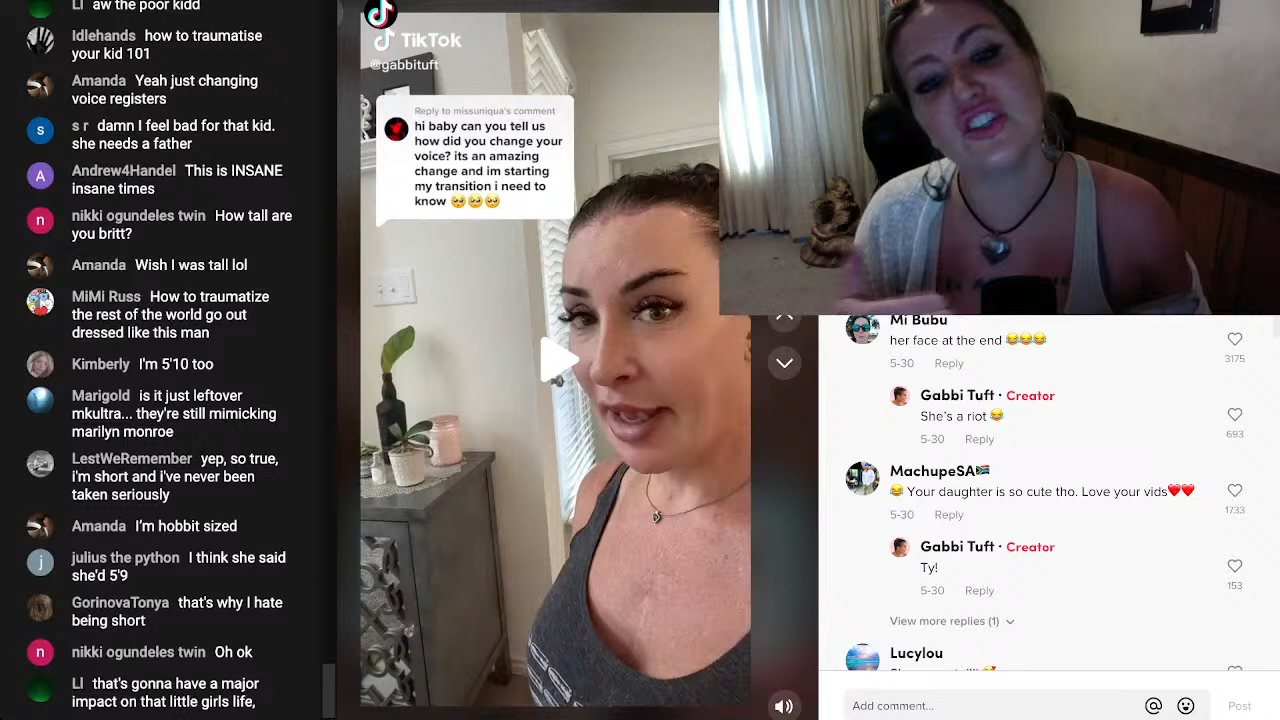 LI aw the poor kidd
Idlehands how to traumatise
your kid 101
Amanda Yeah just changing
voice registers
s r damn I feel bad for that kid.
she needs a father
Andrew4Handel This is INSANE
insane times
nikki ogundeles twin How tall are
you britt?
Amanda Wish I was tall lol
MiMi Russ How to traumatize
the rest of the world go out
dressed like this man
Kimberly I'm 5'10 too
Marigold is it just leftover
mkultra... they're still mimicking
marilyn monroe
LestWeRemember yep, so true,
i'm short and i've never been
taken seriously
Amanda I'm hobbit sized
julius the python I think she said
she'd 5'9
GorinovaTonya that's why I hate
being short
nikki ogundeles twin Oh ok
LI that's gonna have a major
impact on that little girls life,
TikTok
@gabbituft
Reply to missuniqua's comment
hi baby can you tell us
how did you change your
voice? its an amazing
change and im starting
my transition i need to
know 🥺🥺🥺
Mi Bubu
her face at the end 😂😂😂
5-30 Reply
3175
Gabbi Tuft · Creator
She's a riot 😂
5-30 Reply
693
MachupeSA🇿🇦
😂 Your daughter is so cute tho. Love your vids❤️❤️
5-30 Reply
1733
Gabbi Tuft · Creator
Ty!
5-30 Reply
153
View more replies (1)
Lucylou
Add comment...
Post